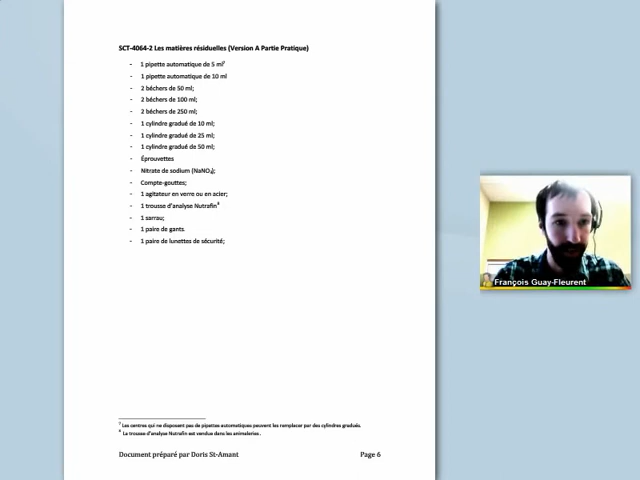 SCT-4064-2 Les matières résiduelles (Version A Partie Pratique)
- 1 pipette automatique de 5 ml⁷
- 1 pipette automatique de 10 ml
- 2 béchers de 50 ml;
- 2 béchers de 100 ml;
- 2 béchers de 250 ml;
- 1 cylindre gradué de 10 ml;
- 1 cylindre gradué de 25 ml;
- 1 cylindre gradué de 50 ml;
- Éprouvettes
- Nitrate de sodium (NaNO₃);
- Compte-gouttes;
- 1 agitateur en verre ou en acier;
- 1 trousse d'analyse Nutrafin⁸
- 1 sarrau;
- 1 paire de gants.
- 1 paire de lunettes de sécurité;
François Guay-Fleurent
⁷ Les centres qui ne disposent pas de pipettes automatiques peuvent les remplacer par des cylindres gradués.
⁸ La trousse d'analyse Nutrafin est vendue dans les animaleries.
Document préparé par Doris St-Amant Page 6